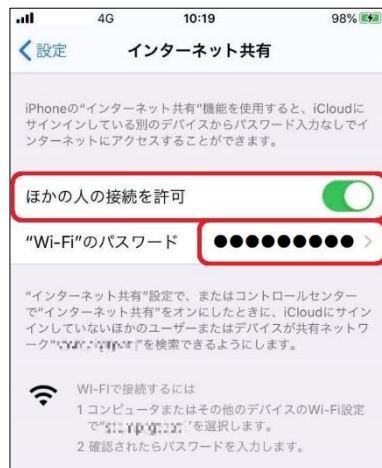 4G 10:19 98%
設定 インターネット共有
iPhoneの“インターネット共有”機能を使用すると、iCloudに
サインインしている別のデバイスからパスワード入力なしでイ
ンターネットにアクセスすることができます。
ほかの人の接続を許可
“Wi-Fi”のパスワード ●●●●●●●●●
“インターネット共有”設定で、またはコントロールセンター
で“インターネット共有”をオンにしたときに、iCloudにサイン
インしていないほかのユーザーまたはデバイスが共有ネットワ
ーク“ ”を検索できるようにします。
WI-FIで接続するには
1 コンピュータまたはその他のデバイスのWi-Fi設定
で“ ”を選択します。
2 確認されたらパスワードを入力します。